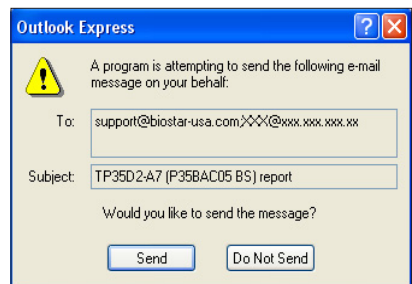 Outlook Express
A program is attempting to send the following e-mail
message on your behalf:
To: support@biostar-usa.com;XXX@xxx.xxx.xxx.xx
Subject: TP35D2-A7 (P35BAC05 BS) report
Would you like to send the message?
Send Do Not Send